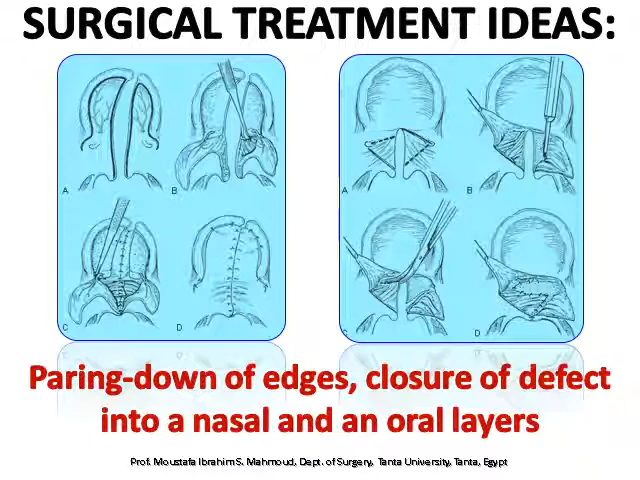 SURGICAL TREATMENT IDEAS:
A
B
C
D
A
B
C
D
Paring-down of edges, closure of defect
into a nasal and an oral layers
Prof. Moustafa Ibrahim S. Mahmoud, Dept. of Surgery, Tanta University, Tanta, Egypt